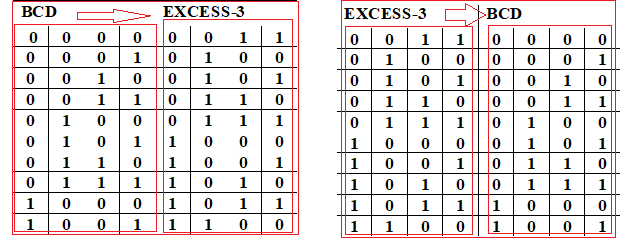 BCD EXCESS-3
0 0 0 0 0 0 1 1
0 0 0 1 0 1 0 0
0 0 1 0 0 1 0 1
0 0 1 1 0 1 1 0
0 1 0 0 0 1 1 1
0 1 0 1 1 0 0 0
0 1 1 0 1 0 0 1
0 1 1 1 1 0 1 0
1 0 0 0 1 0 1 1
1 0 0 1 1 1 0 0
EXCESS-3 BCD
0 0 1 1 0 0 0 0
0 1 0 0 0 0 0 1
0 1 0 1 0 0 1 0
0 1 1 0 0 0 1 1
0 1 1 1 0 1 0 0
1 0 0 0 0 1 0 1
1 0 0 1 0 1 1 0
1 0 1 0 0 1 1 1
1 0 1 1 1 0 0 0
1 1 0 0 1 0 0 1